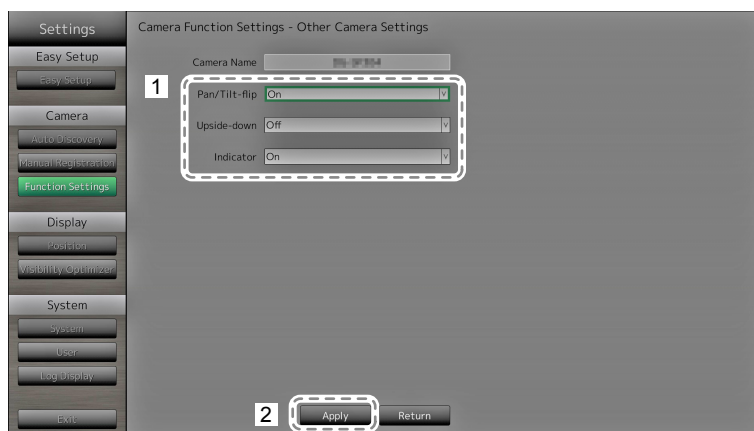 Settings
Camera Function Settings - Other Camera Settings
Easy Setup
Easy Setup
Camera
Auto Discovery
Manual Registration
Function Settings
Display
Position
Visibility Optimizer
System
System
User
Log Display
Exit
Camera Name
1
Pan/Tilt-flip On
Upside-down Off
Indicator On
2
Apply Return